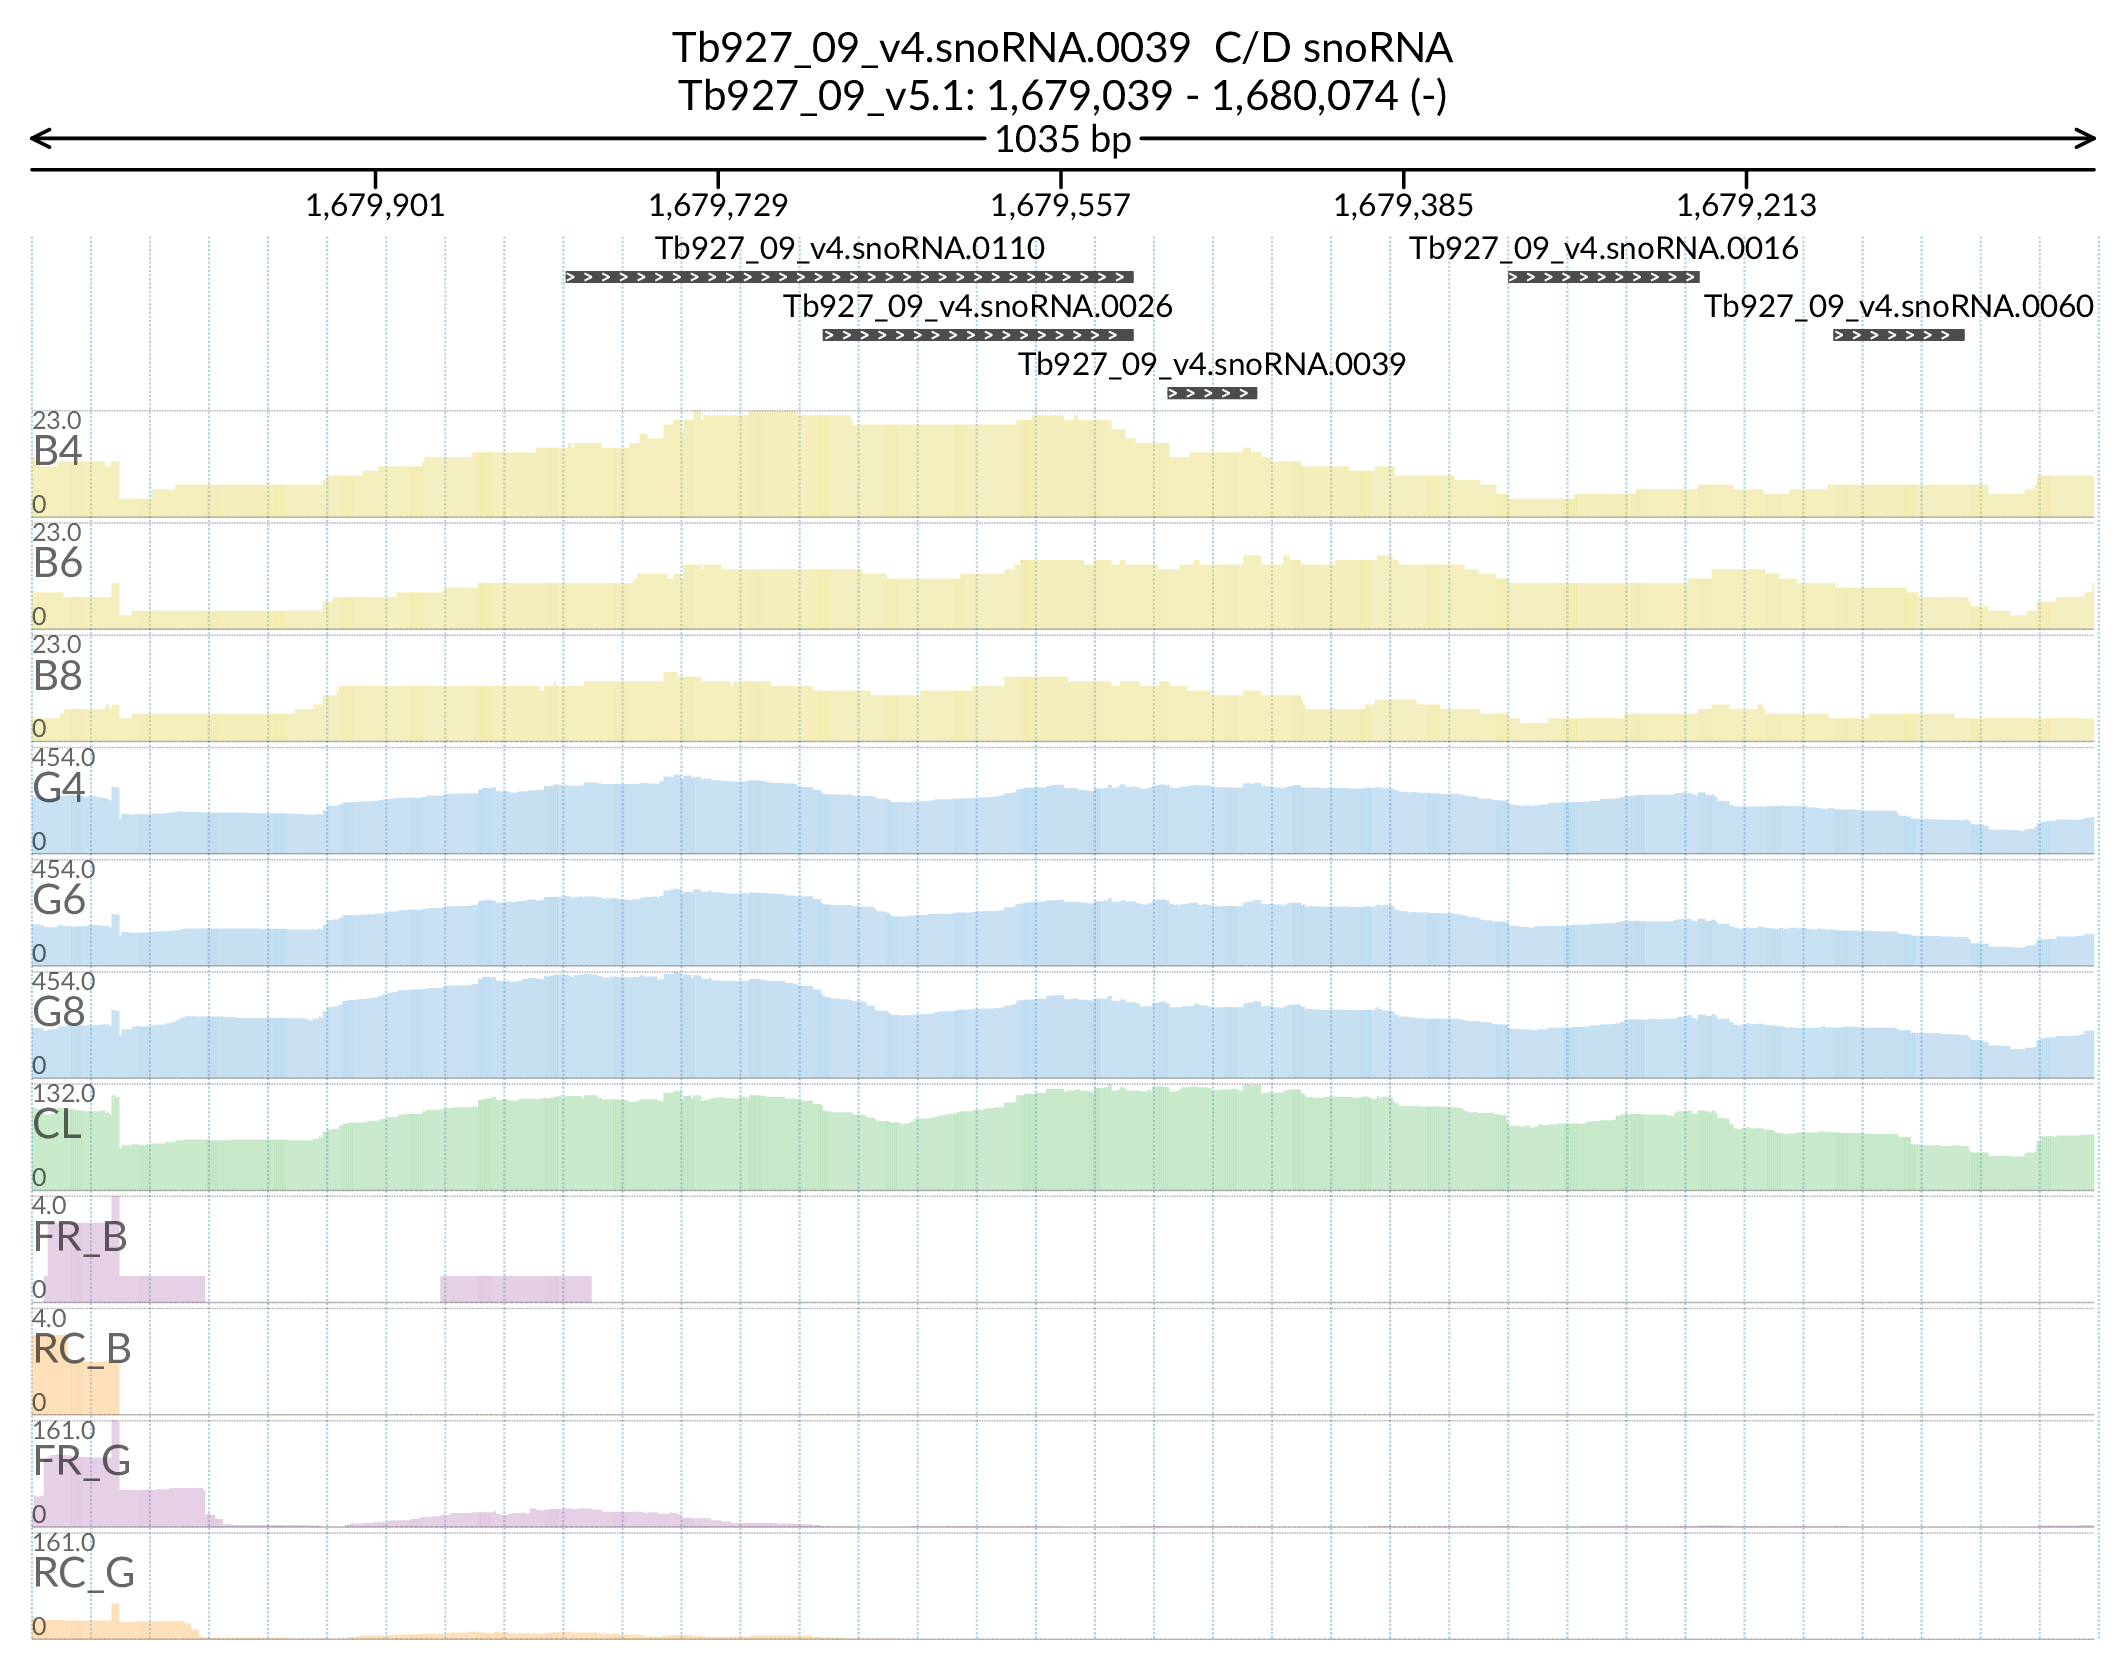 Tb927_09_v4.snoRNA.0039  C/D snoRNA
Tb927_09_v5.1: 1,679,039 - 1,680,074 (-)
1035 bp
1,679,901 1,679,729 1,679,557 1,679,385 1,679,213
Tb927_09_v4.snoRNA.0110 Tb927_09_v4.snoRNA.0016
Tb927_09_v4.snoRNA.0026 Tb927_09_v4.snoRNA.0060
Tb927_09_v4.snoRNA.0039
23.0
B4
0
23.0
B6
0
23.0
B8
0
454.0
G4
0
454.0
G6
0
454.0
G8
0
132.0
CL
0
4.0
FR_B
0
4.0
RC_B
0
161.0
FR_G
0
161.0
RC_G
0